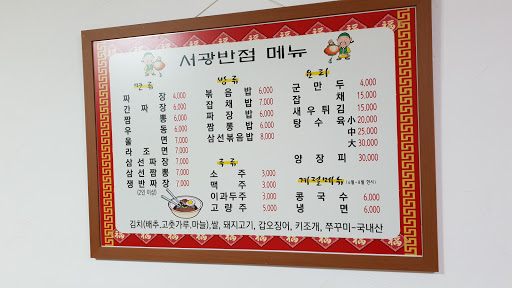 서광반점 메뉴
면 류
짜 장 4,000
간 짜 장 6,000
짬 뽕 6,000
우 동 6,000
울 면 7,000
라 조 면 7,000
삼 선 짜 장 7,000
삼 선 짬 뽕 7,000
쟁 반 짜 장 7,000
(2인 이상)
밥 류
볶 음 밥 6,000
잡 채 밥 7,000
짜 장 밥 6,000
짬 뽕 밥 6,000
삼선볶음밥 8,000
주 류
소 주 3,000
맥 주 3,000
이과두주 3,000
고 량 주 5,000
요 리
군 만 두 4,000
잡 채 15,000
새 우 튀 김 15,000
탕 수 육 小 15,000
中 20,000
大 30,000
양 장 피 30,000
계절메뉴
콩 국 수 6,000
냉 면 6,000
김치(배추,고춧가루,마늘),쌀, 돼지고기, 갑오징어, 키조개, 쭈꾸미-국내산